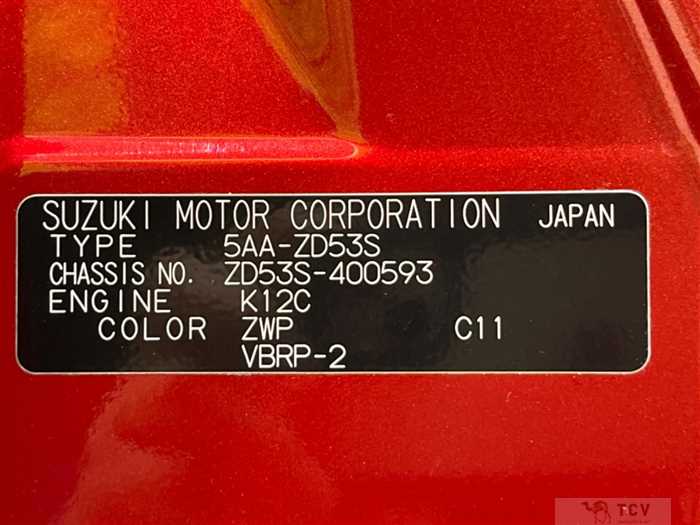 SUZUKI MOTOR CORPORATION JAPAN
TYPE 5AA-ZD53S
CHASSIS NO. ZD53S-400593
ENGINE K12C
COLOR ZWP C11
VBRP-2
TCV